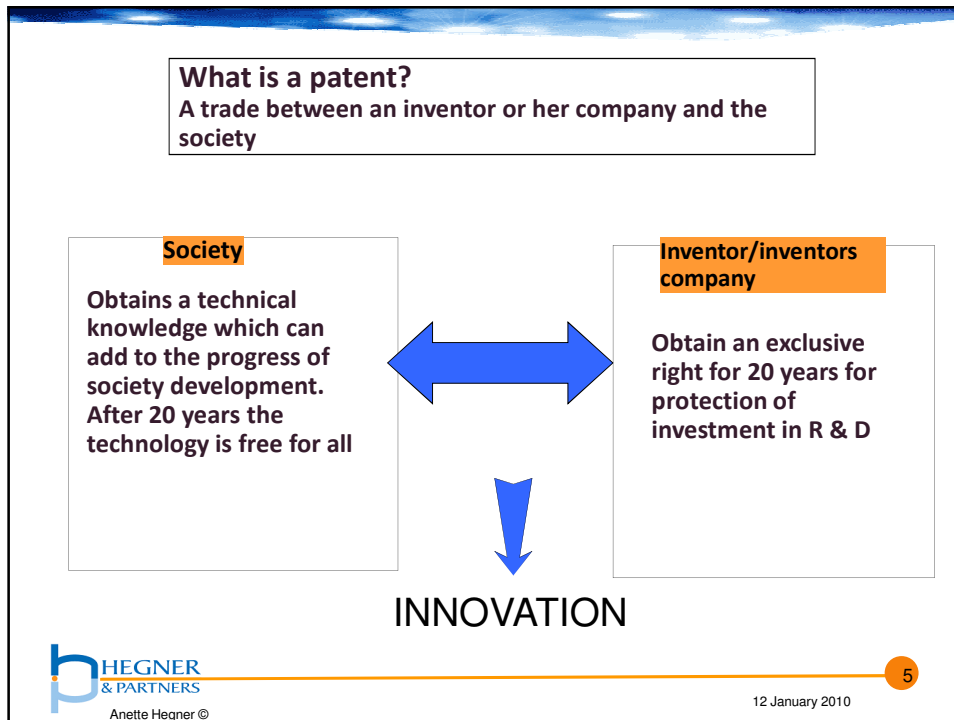 What is a patent?
A trade between an inventor or her company and the
society
Society
Obtains a technical
knowledge which can
add to the progress of
society development.
After 20 years the
technology is free for all
Inventor/inventors
company
Obtain an exclusive
right for 20 years for
protection of
investment in R & D
INNOVATION
hp
HEGNER
& PARTNERS
Anette Hegner ©
12 January 2010
5